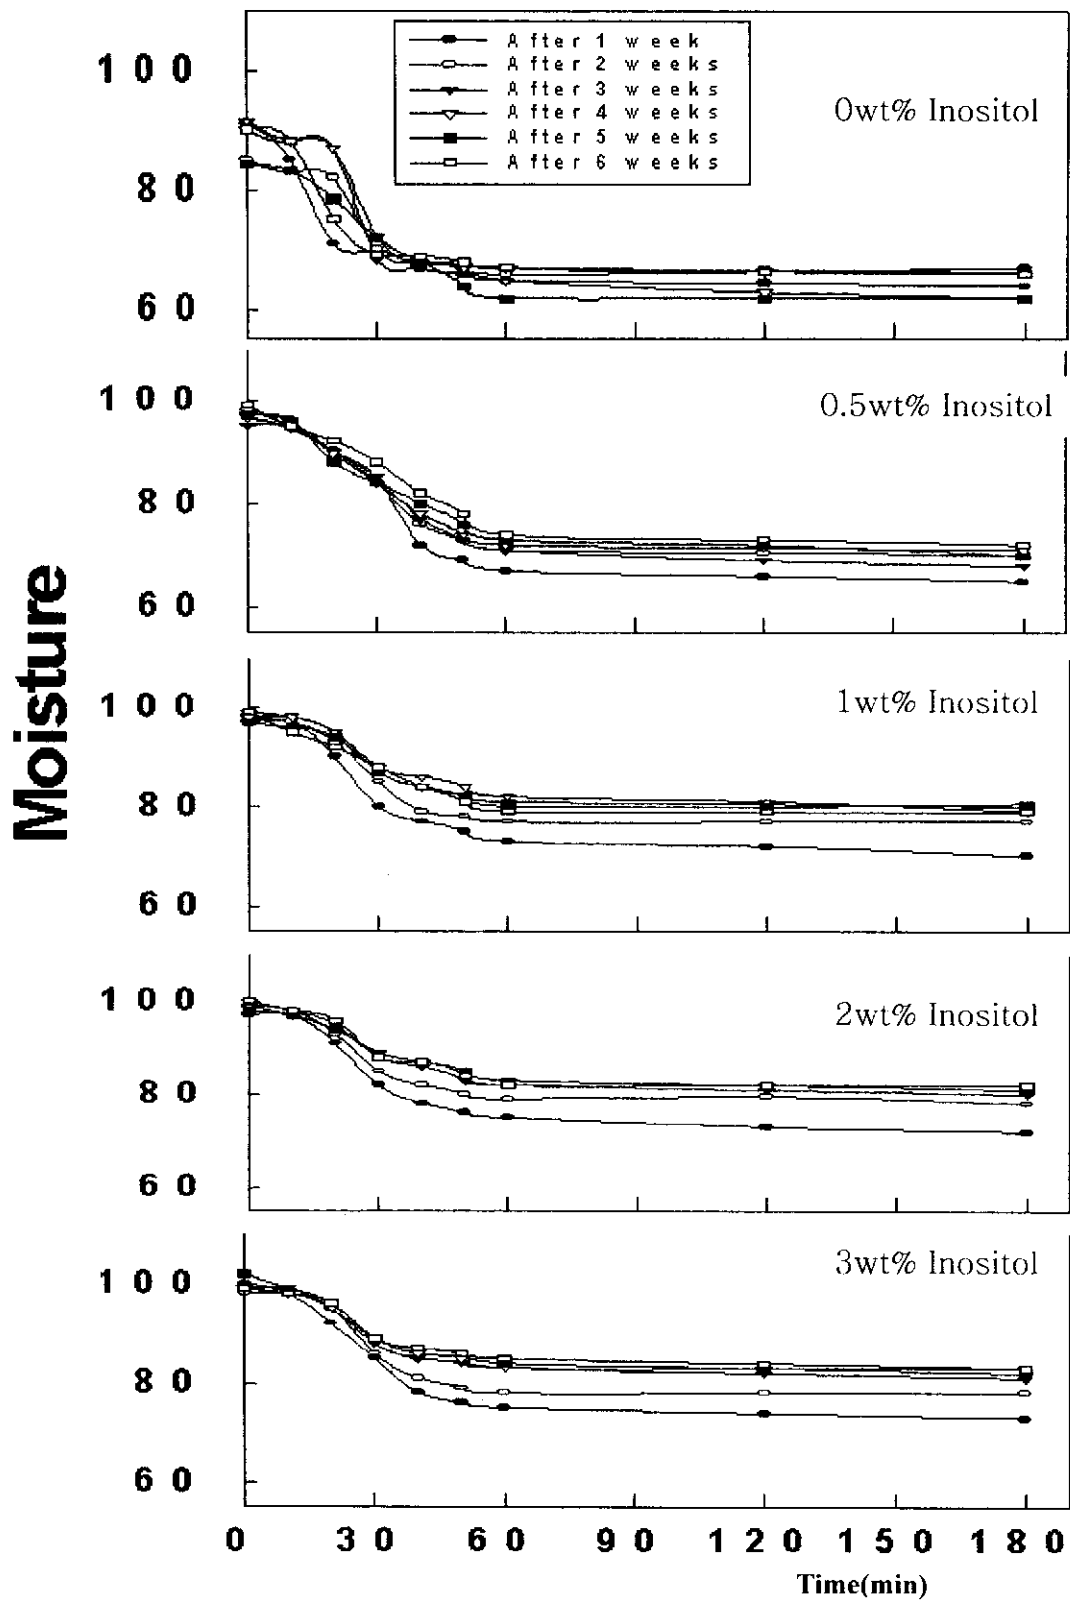 After 1 week
After 2 weeks
After 3 weeks
After 4 weeks
After 5 weeks
After 6 weeks
0wt% Inositol
100
80
60
0.5wt% Inositol
100
80
60
1wt% Inositol
100
80
60
2wt% Inositol
100
80
60
3wt% Inositol
100
80
60
Moisture
0 30 60 90 120 150 180
Time(min)